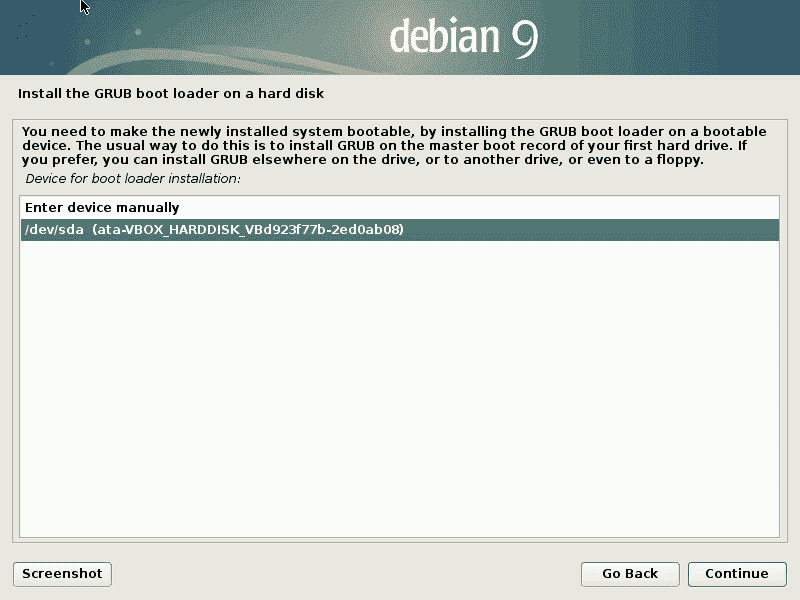 debian 9
Install the GRUB boot loader on a hard disk
You need to make the newly installed system bootable, by installing the GRUB boot loader on a bootable
device. The usual way to do this is to install GRUB on the master boot record of your first hard drive. If
you prefer, you can install GRUB elsewhere on the drive, or to another drive, or even to a floppy.
Device for boot loader installation:
Enter device manually
/dev/sda (ata-VBOX_HARDDISK_VBd923f77b-2ed0ab08)
Screenshot
Go Back
Continue